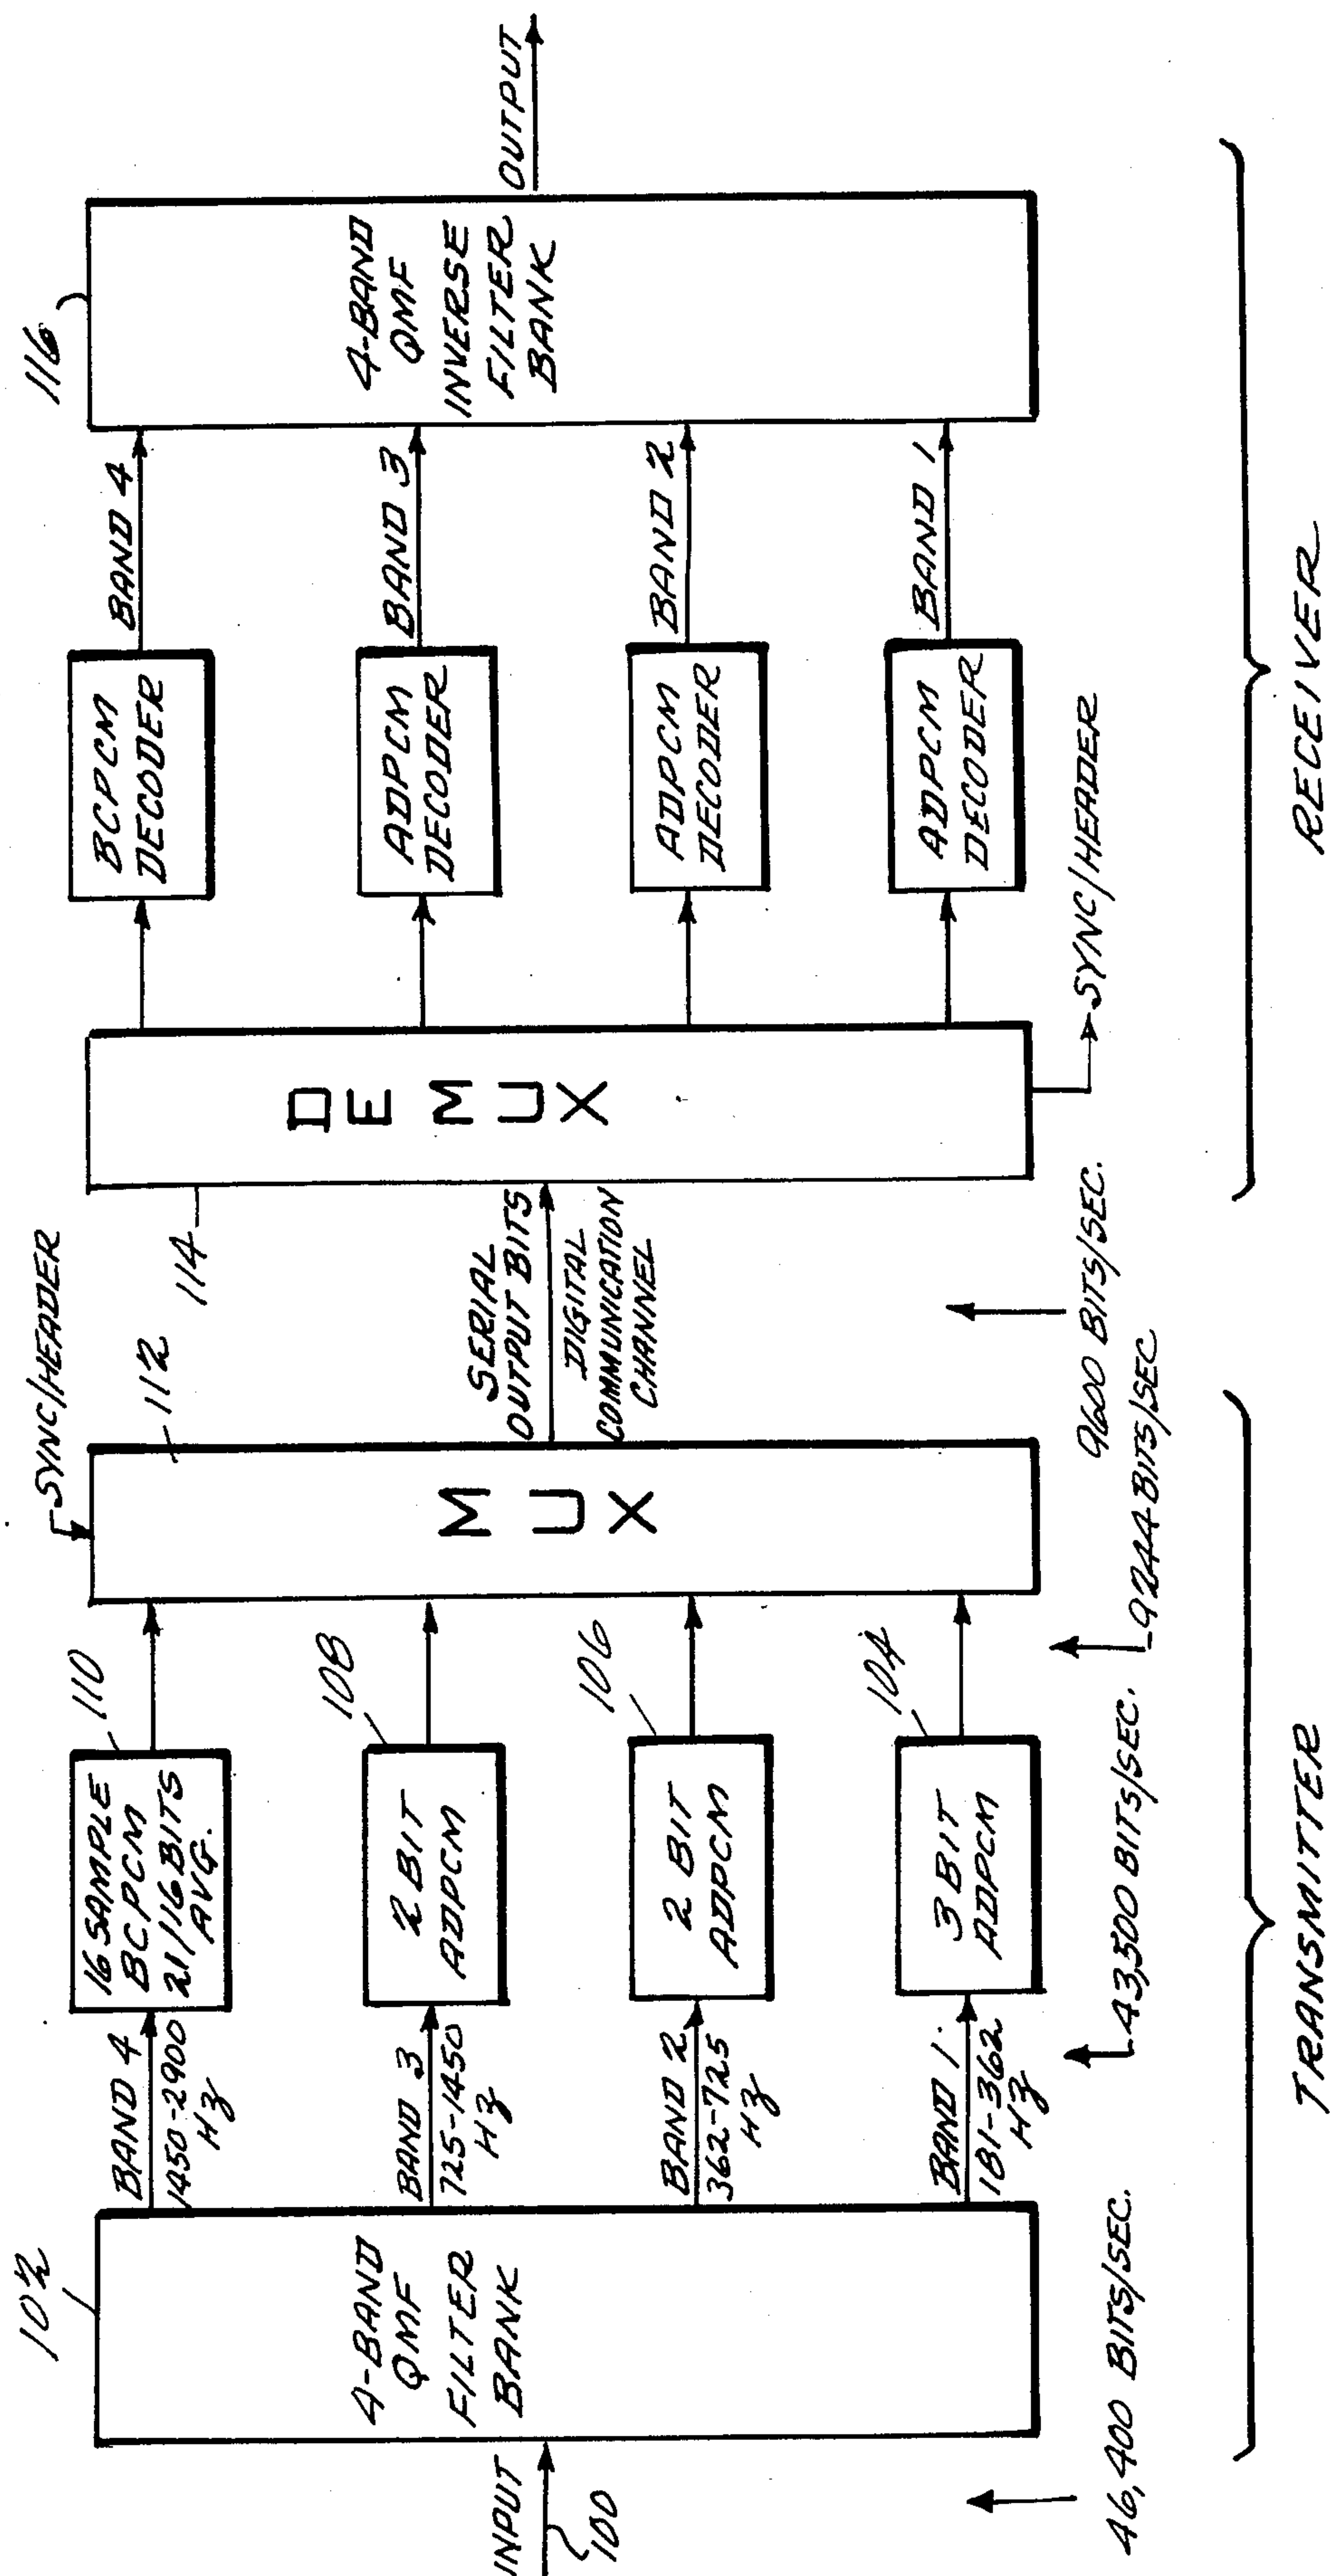 INPUT
100
102
4-BAND
QMF
FILTER
BANK
BAND 4
1450-2900
Hz
BAND 3
725-1450
Hz
BAND 2
362-725
Hz
BAND 1
181-362
Hz
110
16 SAMPLE
BCPCM
21/16 BITS
AVG.
108
2 BIT
ADPCM
106
2 BIT
ADPCM
104
3 BIT
ADPCM
SYNC/HEADER
112
MUX
SERIAL
OUTPUT BITS
DIGITAL
COMMUNICATION
CHANNEL
114
DE MUX
SYNC/HEADER
BCPCM
DECODER
ADPCM
DECODER
ADPCM
DECODER
ADPCM
DECODER
BAND 4
BAND 3
BAND 2
BAND 1
116
4-BAND
QMF
INVERSE
FILTER
BANK
OUTPUT
46,400 BITS/SEC.
43,500 BITS/SEC.
9244 BITS/SEC
9600 BITS/SEC.
TRANSMITTER
RECEIVER